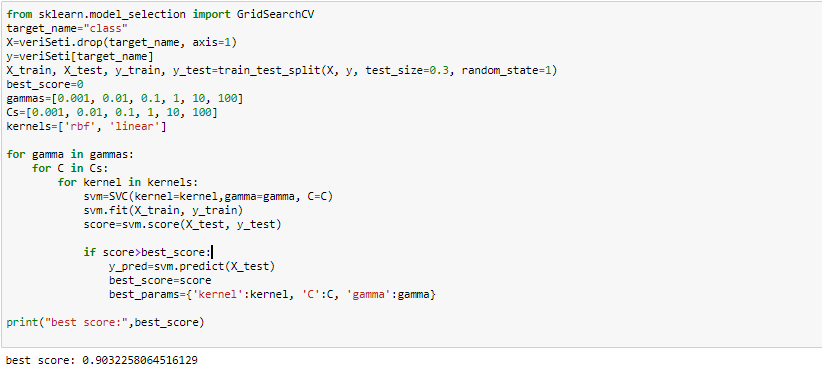 from sklearn.model_selection import GridSearchCV
target_name="class"
X=veriSeti.drop(target_name, axis=1)
y=veriSeti[target_name]
X_train, X_test, y_train, y_test=train_test_split(X, y, test_size=0.3, random_state=1)
best_score=0
gammas=[0.001, 0.01, 0.1, 1, 10, 100]
Cs=[0.001, 0.01, 0.1, 1, 10, 100]
kernels=['rbf', 'linear']

for gamma in gammas:
    for C in Cs:
        for kernel in kernels:
            svm=SVC(kernel=kernel,gamma=gamma, C=C)
            svm.fit(X_train, y_train)
            score=svm.score(X_test, y_test)

            if score>best_score:
                y_pred=svm.predict(X_test)
                best_score=score
                best_params={'kernel':kernel, 'C':C, 'gamma':gamma}

print("best score:",best_score)

best score: 0.9032258064516129